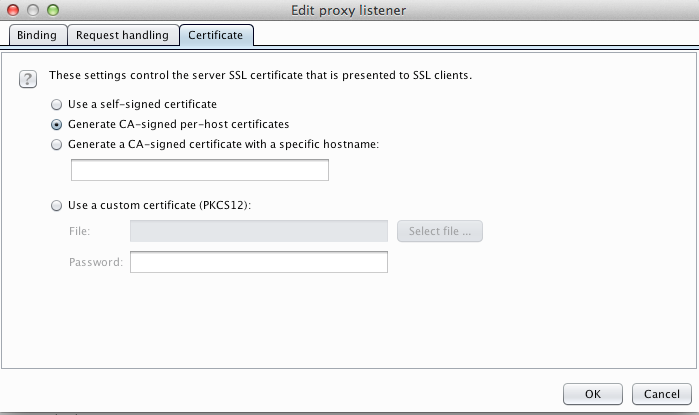 Edit proxy listener
Binding
Request handling
Certificate
?
These settings control the server SSL certificate that is presented to SSL clients.
Use a self-signed certificate
Generate CA-signed per-host certificates
Generate a CA-signed certificate with a specific hostname:
Use a custom certificate (PKCS12):
File:
Select file ...
Password:
OK
Cancel